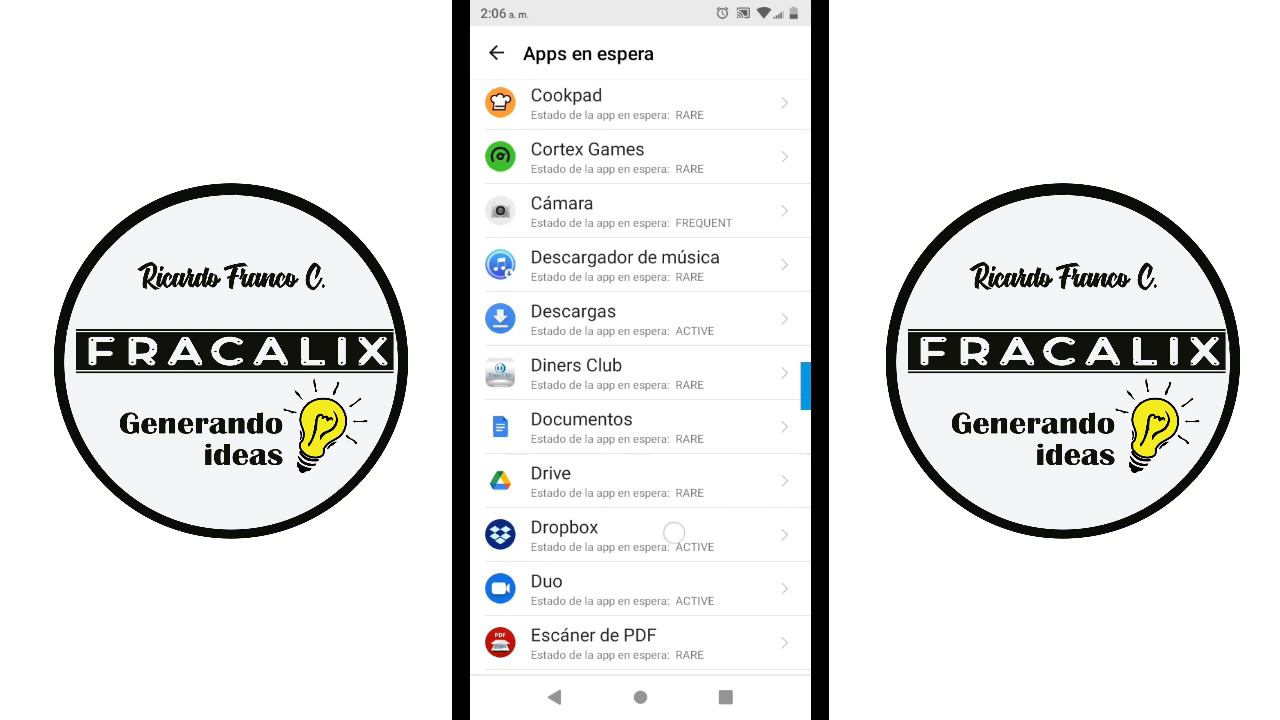 Ricardo Franco C.
FRACALIX
Generando
ideas
2:06 a. m.
Apps en espera
Cookpad
Estado de la app en espera: RARE
Cortex Games
Estado de la app en espera: RARE
Cámara
Estado de la app en espera: FREQUENT
Descargador de música
Estado de la app en espera: RARE
Descargas
Estado de la app en espera: ACTIVE
Diners Club
Estado de la app en espera: RARE
Documentos
Estado de la app en espera: RARE
Drive
Estado de la app en espera: RARE
Dropbox
Estado de la app en espera: ACTIVE
Duo
Estado de la app en espera: ACTIVE
PDF
Escáner de PDF
Estado de la app en espera: RARE
Ricardo Franco C.
FRACALIX
Generando
ideas